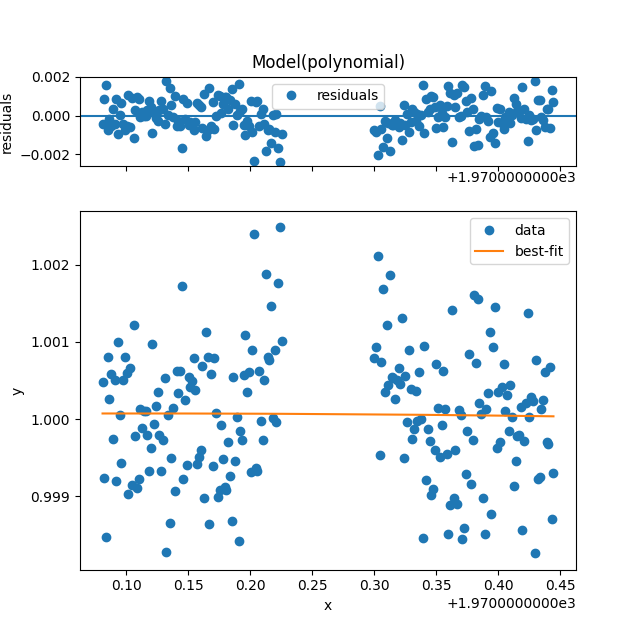 Model(polynomial)
0.002
0.000
−0.002
residuals
residuals
+1.9700000000e3
1.002
1.001
1.000
0.999
y
data
best-fit
0.10 0.15 0.20 0.25 0.30 0.35 0.40 0.45
x
+1.9700000000e3